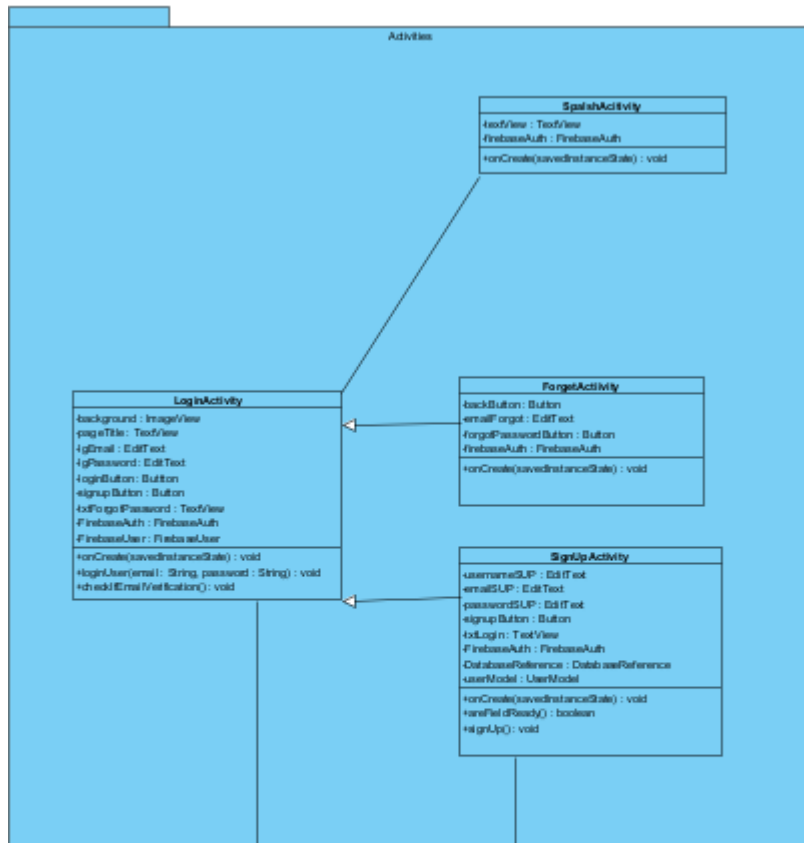 Activities
SpalshAcitivity
-textView : TextView
-firebaseAuth : FirebaseAuth
+onCreate(savedInstanceState) : void
LoginActivity
-background : ImageView
-pageTitle : TextView
-lgEmail : EditText
-lgPassword : EditText
-loginButton : Buttton
-signupButton : Button
-txtForgotPassword : TextView
-FirebaseAuth : FirebaseAuth
-FirebaseUser : FirebaseUser
+onCreate(savedInstanceState) : void
+loginUser(email : String, password : String) : void
+checkIfEmailVerification() : void
ForgetActiivity
-backButton : Button
-emailForgot : EditText
-forgotPasswordButton : Button
-firebaseAuth : FirebaseAuth
+onCreate(savedInstanceState) : void
SignUpActivity
-usernameSUP : EditText
-emailSUP : EditText
-passwordSUP : EditText
-signupButton : Button
-txtLogin : TextView
-FirebaseAuth : FirebaseAuth
-DatabaseReference : DatabaseReference
-userModel : UserModel
+onCreate(savedInstanceState) : void
+areFieldReady() : boolean
+signUp() : void